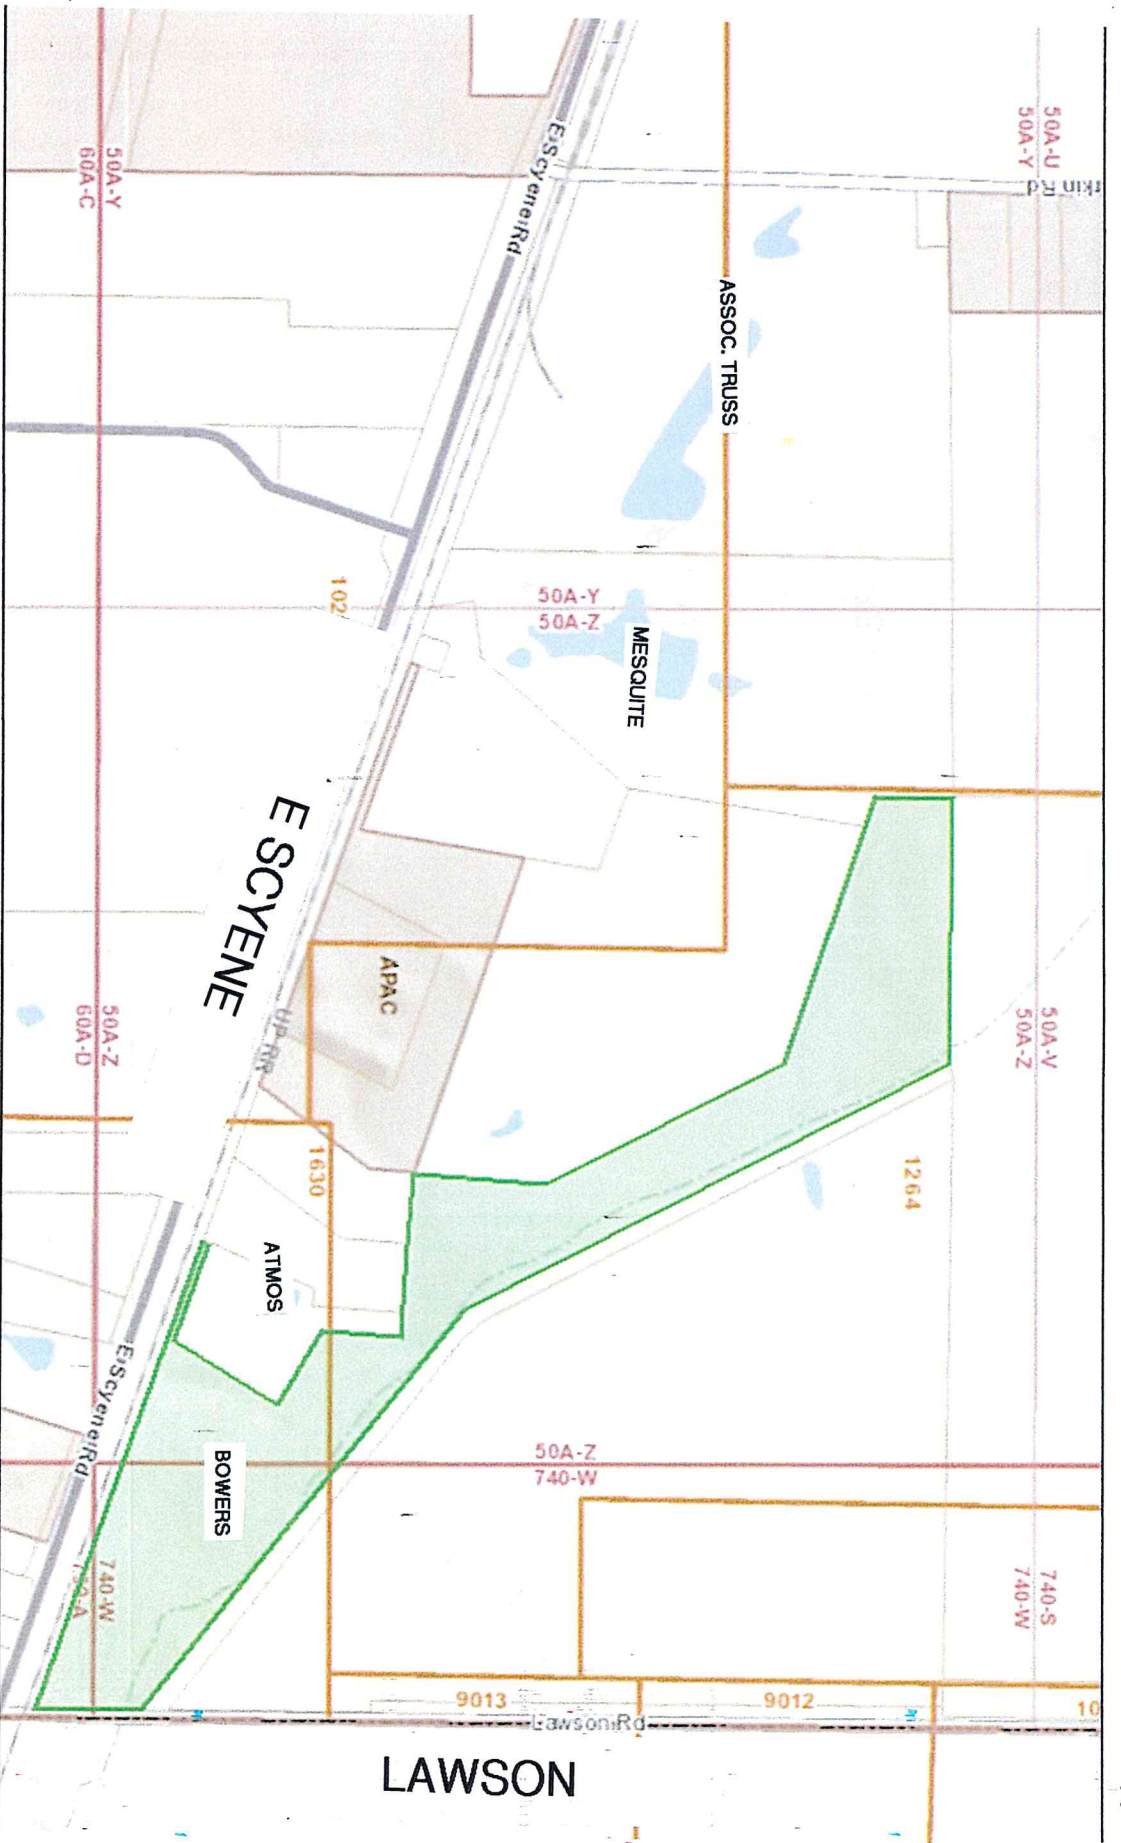 50A-U
50A-Y
rkin Rd
50A-Y
60A-C
E Scyene Rd
ASSOC. TRUSS
102
50A-Y
50A-Z
MESQUITE
E SCYENE
APAC
UP RR
50A-Z
60A-D
50A-V
50A-Z
1264
1630
ATMOS
E Scyene Rd
BOWERS
50A-Z
740-W
740-W
740-S
740-W
9013
9012
10
Lawson Rd
LAWSON